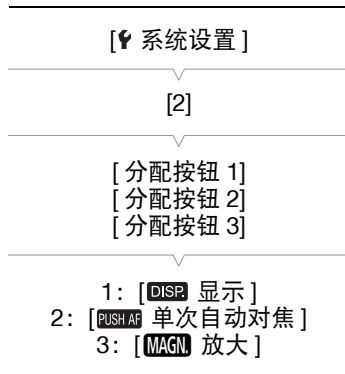 [系统设置]
[2]
[分配按钮 1]
[分配按钮 2]
[分配按钮 3]
1: [DISP. 显示]
2: [PUSH AF 单次自动对焦]
3: [MAGN. 放大]